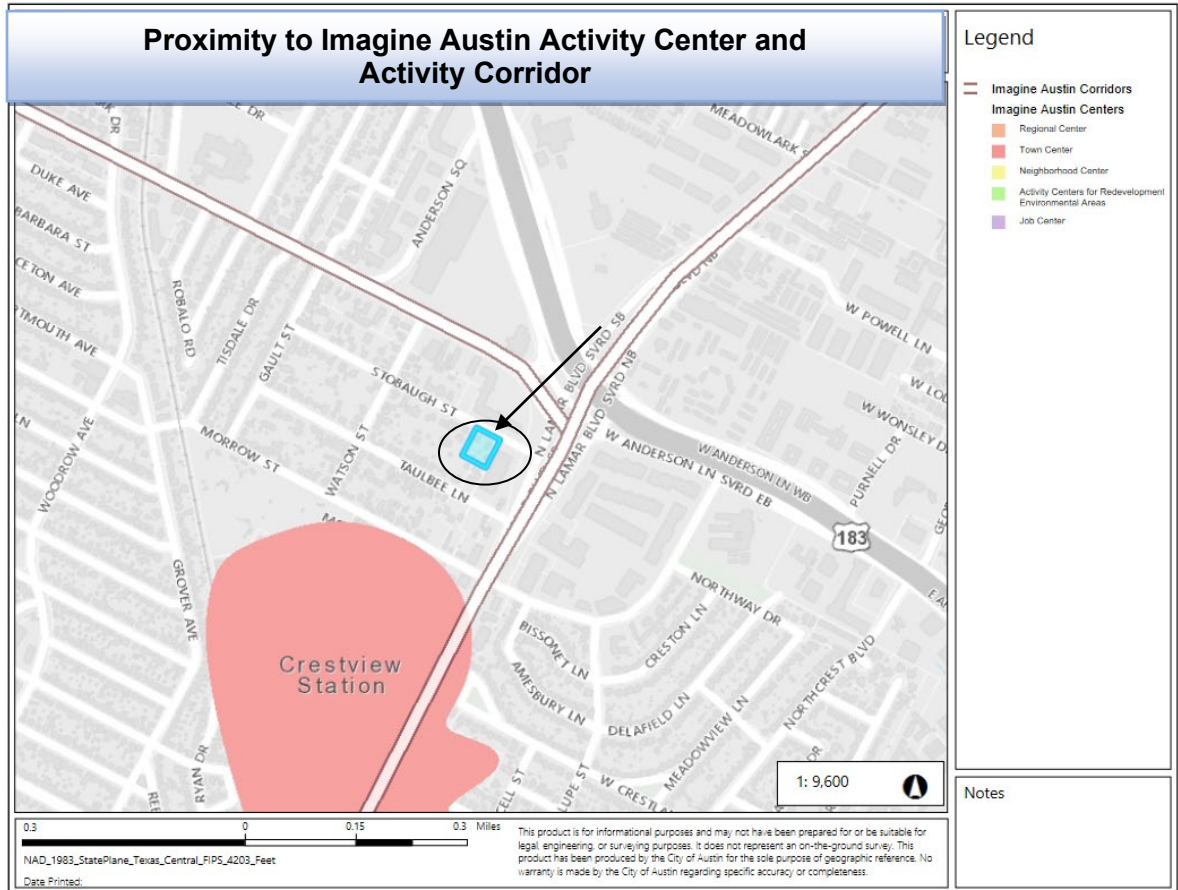 Proximity to Imagine Austin Activity Center and
Activity Corridor
Legend
Imagine Austin Corridors
Imagine Austin Centers
Regional Center
Town Center
Neighborhood Center
Activity Centers for Redevelopment
Environmental Areas
Job Center
MEADOWLARK S
DUKE AVE
BARBARA ST
CETON AVE
RTMOUTH AVE
LN
ROBALO RD
TISDALE DR
GAULT ST
ANDERSON SQ
STOBAUGH ST
WATSON ST
TAULBEE LN
MORROW ST
WOODROW AVE
GROVER AVE
RYAN DR
N LAMAR BLVD SVRD SB
N LAMAR BLVD SVRD NB
W POWELL LN
W WONSLEY D
PURNELL DR
W ANDERSON LN WB
W ANDERSON LN SVRD EB
183
NORTHWAY DR
BISSONET LN
CRESTON LN
AMESBURY LN
DELAFIELD LN
MEADOWVIEW LN
NORTHCREST BLVD
W CRESTL
Crestview
Station
1: 9,600
Notes
0.3 0 0.15 0.3 Miles
NAD_1983_StatePlane_Texas_Central_FIPS_4203_Feet
Date Printed:
This product is for informational purposes and may not have been prepared for or be suitable for
legal, engineering, or surveying purposes. It does not represent an on-the-ground survey. This
product has been produced by the City of Austin for the sole purpose of geographic reference. No
warranty is made by the City of Austin regarding specific accuracy or completeness.